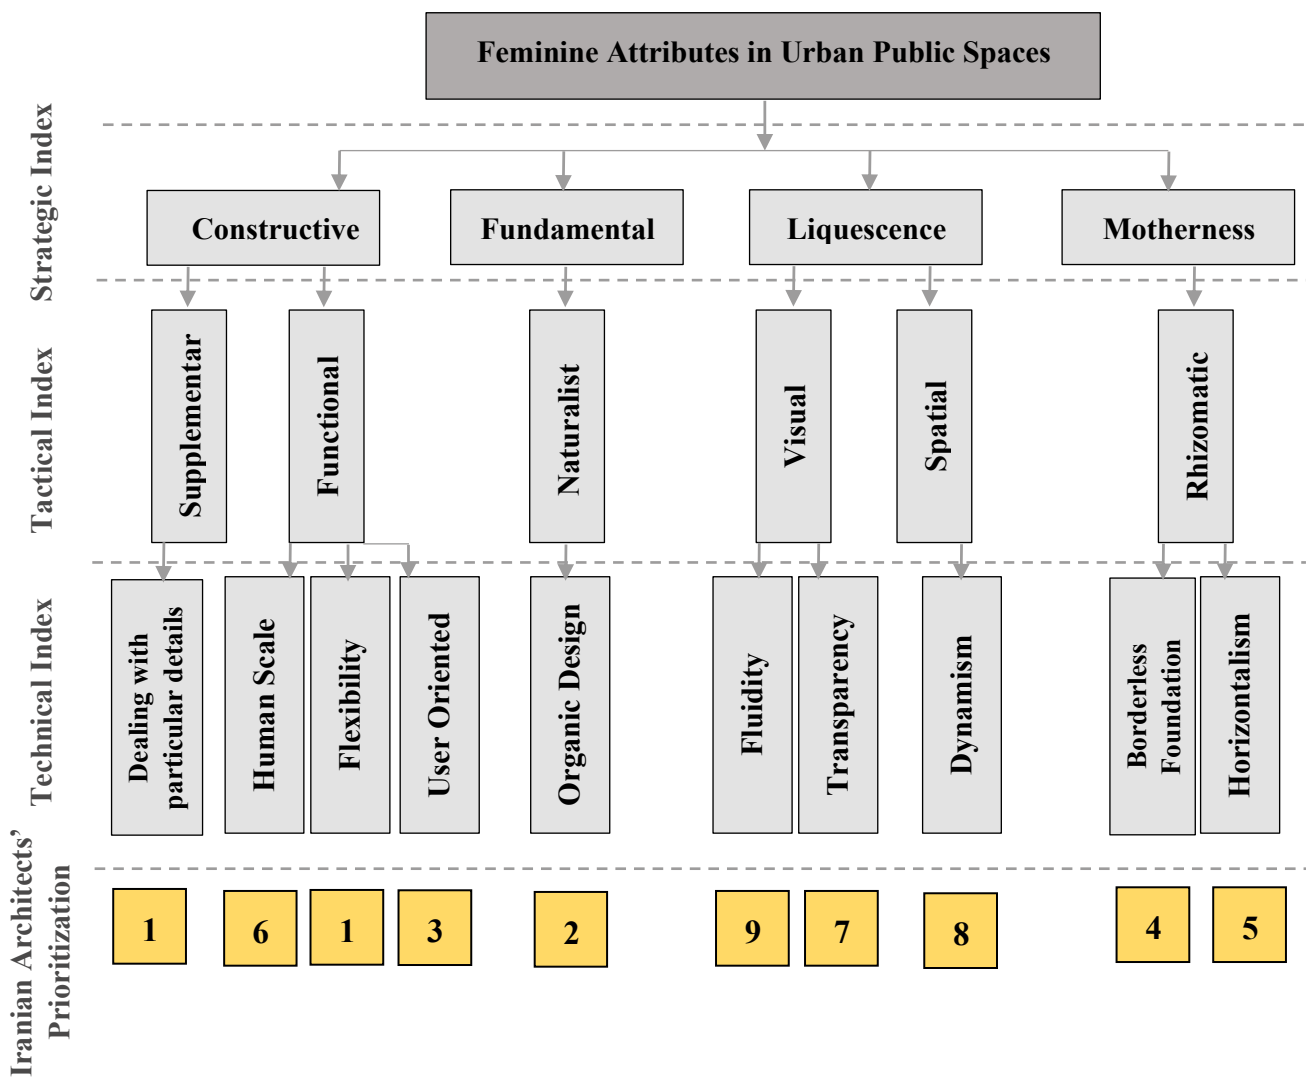 Feminine Attributes in Urban Public Spaces
Strategic Index
Constructive
Fundamental
Liquescence
Motherness
Tactical Index
Supplementar
Functional
Naturalist
Visual
Spatial
Rhizomatic
Technical Index
Dealing with
particular details
Human Scale
Flexibility
User Oriented
Organic Design
Fluidity
Transparency
Dynamism
Borderless
Foundation
Horizontalism
Iranian Architects'
Prioritization
1
6
1
3
2
9
7
8
4
5